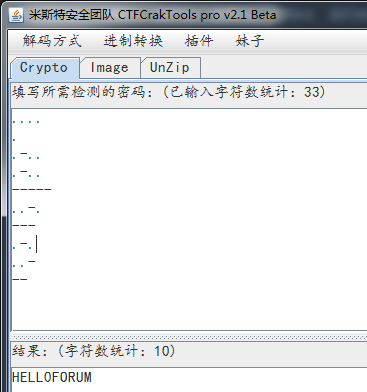 米斯特安全团队 CTFCrakTools pro v2.1 Beta
解码方式 进制转换 插件 妹子
Crypto Image UnZip
填写所需检测的密码：(已输入字符数统计：33)
....
.
.-..
.-..
-----
..-.
---
.-.
..-
--
结果：(字符数统计：10)
HELLOFORUM